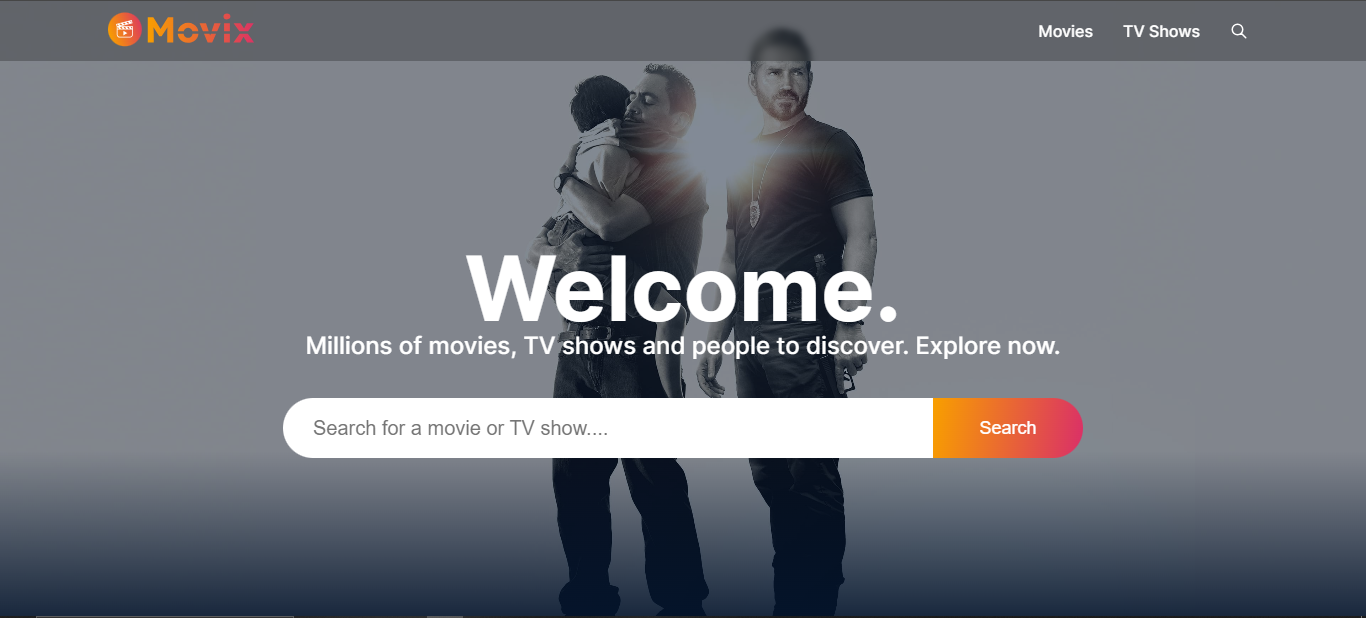 Movix
Movies
TV Shows
Welcome.
Millions of movies, TV shows and people to discover. Explore now.
Search for a movie or TV show....
Search